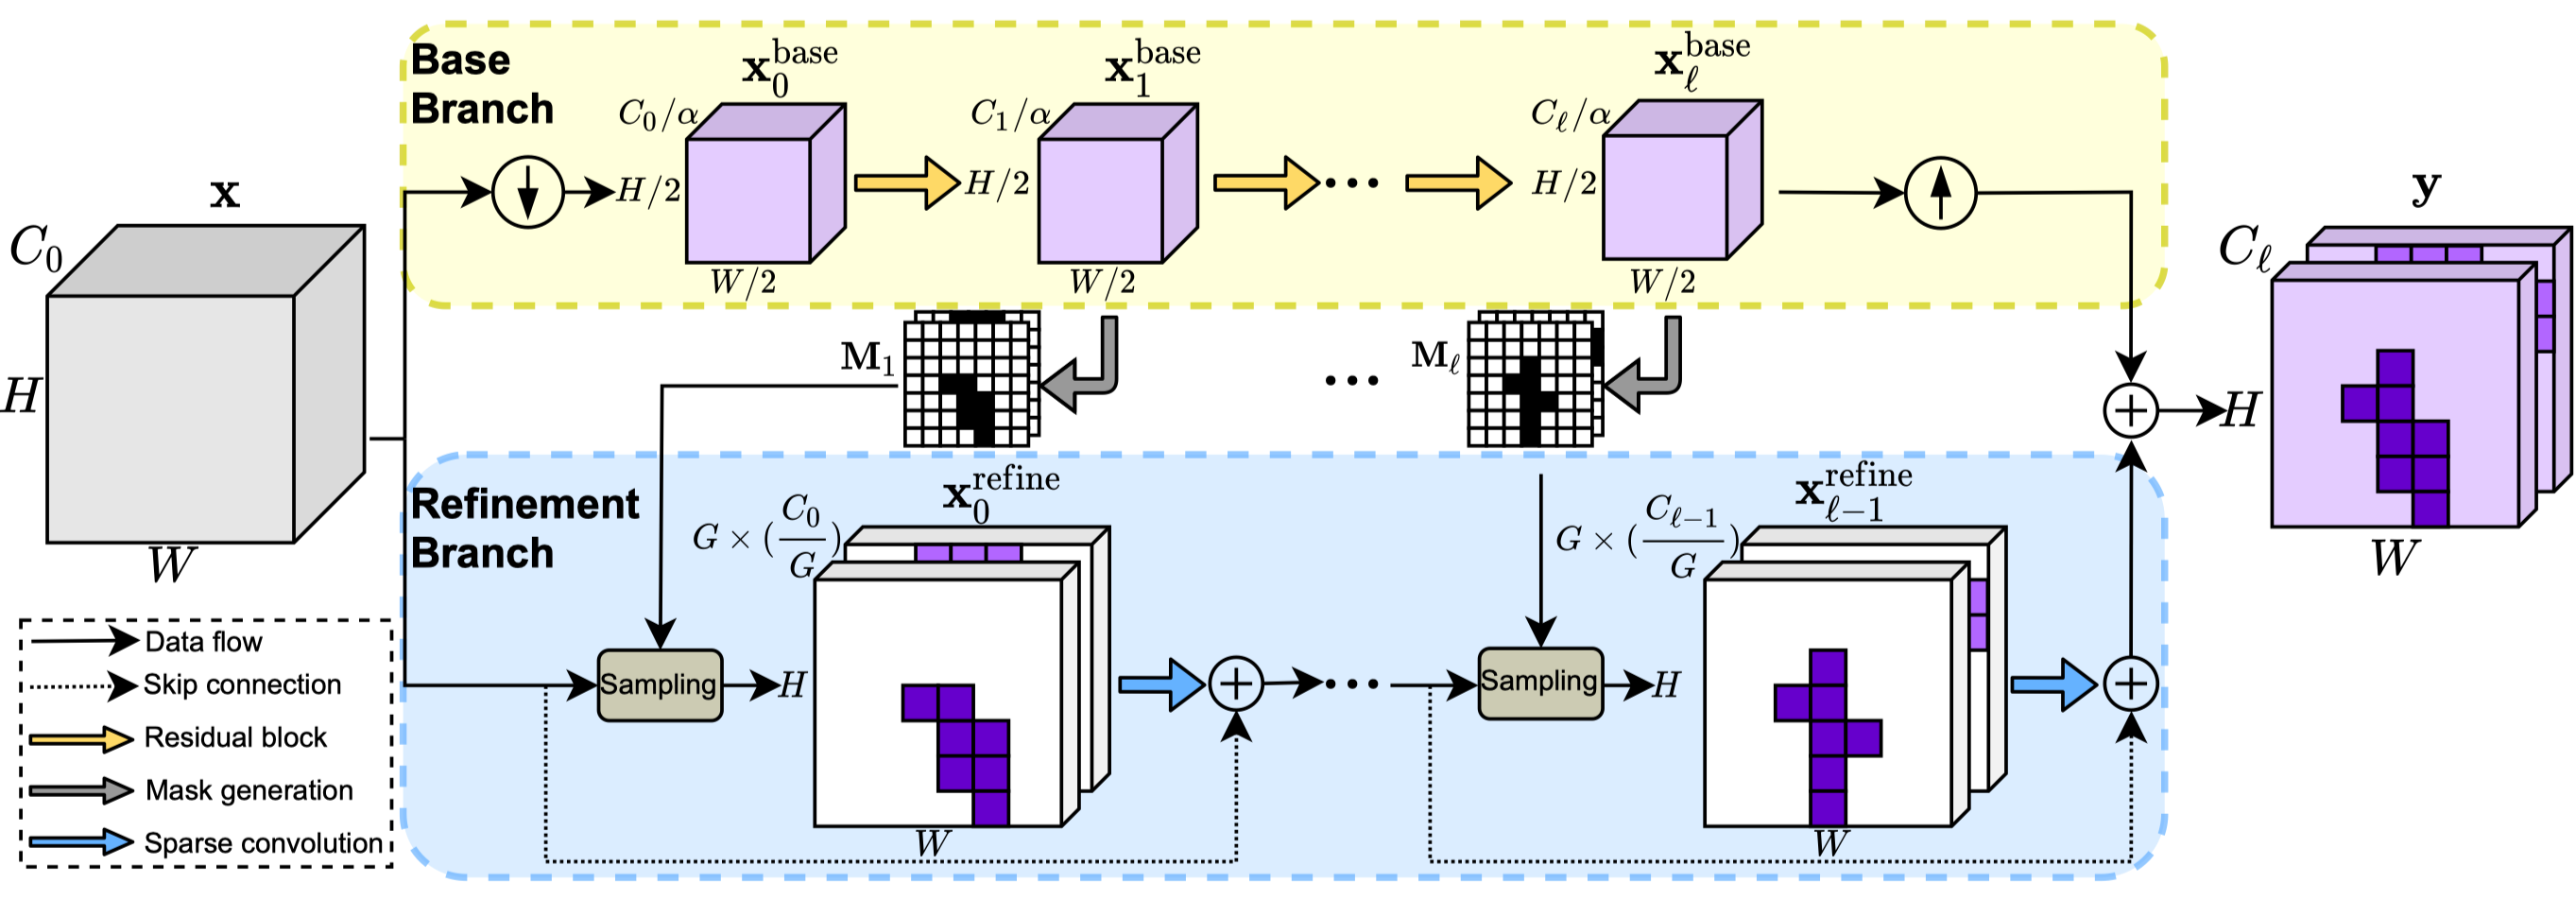 Base
Branch
$\mathbf{x}_0^{\text{base}}$
$\mathbf{x}_1^{\text{base}}$
$\mathbf{x}_\ell^{\text{base}}$
$C_0/\alpha$
$C_1/\alpha$
$C_\ell/\alpha$
$H/2$
$H/2$
$H/2$
$W/2$
$W/2$
$W/2$
$\mathbf{x}$
$C_0$
$H$
$W$
$\mathbf{M}_1$
$\mathbf{M}_\ell$
Refinement
Branch
$\mathbf{x}_0^{\text{refine}}$
$G \times (\frac{C_0}{G})$
Sampling
$H$
$W$
$\mathbf{x}_{\ell-1}^{\text{refine}}$
$G \times (\frac{C_{\ell-1}}{G})$
Sampling
$H$
$W$
$\mathbf{y}$
$C_\ell$
$H$
$W$
Data flow
Skip connection
Residual block
Mask generation
Sparse convolution